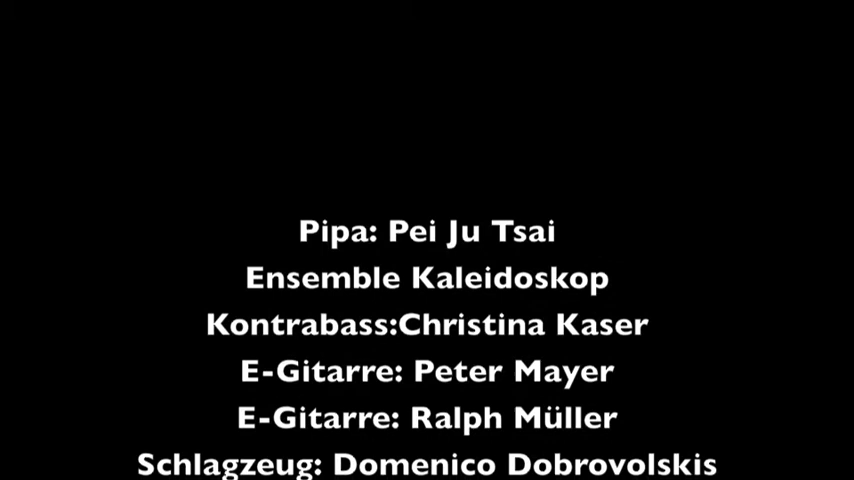 Pipa: Pei Ju Tsai
Ensemble Kaleidoskop
Kontrabass:Christina Kaser
E-Gitarre: Peter Mayer
E-Gitarre: Ralph Müller
Schlagzeug: Domenico Dobrovolskis